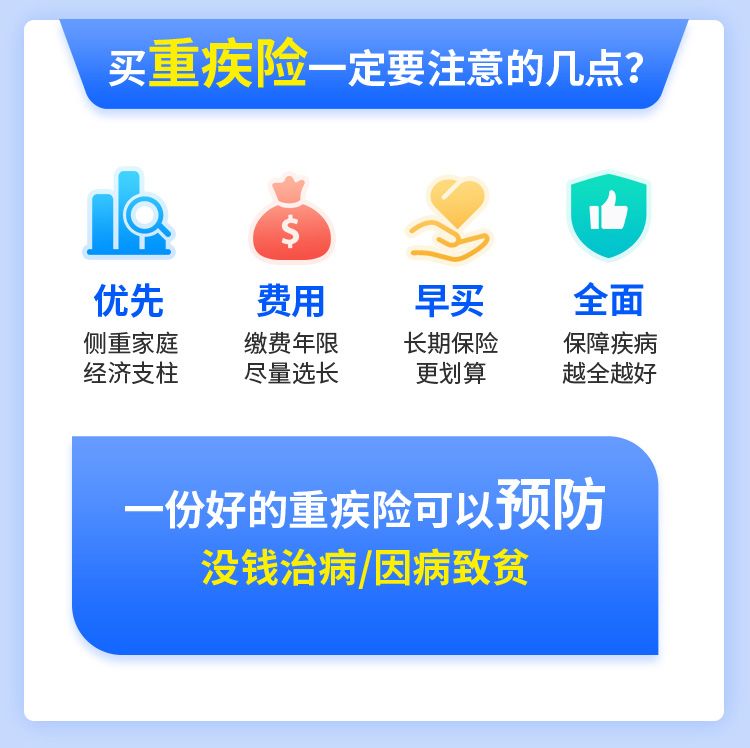 买重疾险一定要注意的几点?
$
优先
侧重家庭
经济支柱
费用
缴费年限
尽量选长
早买
长期保险
更划算
全面
保障疾病
越全越好
一份好的重疾险可以预防
没钱治病/因病致贫